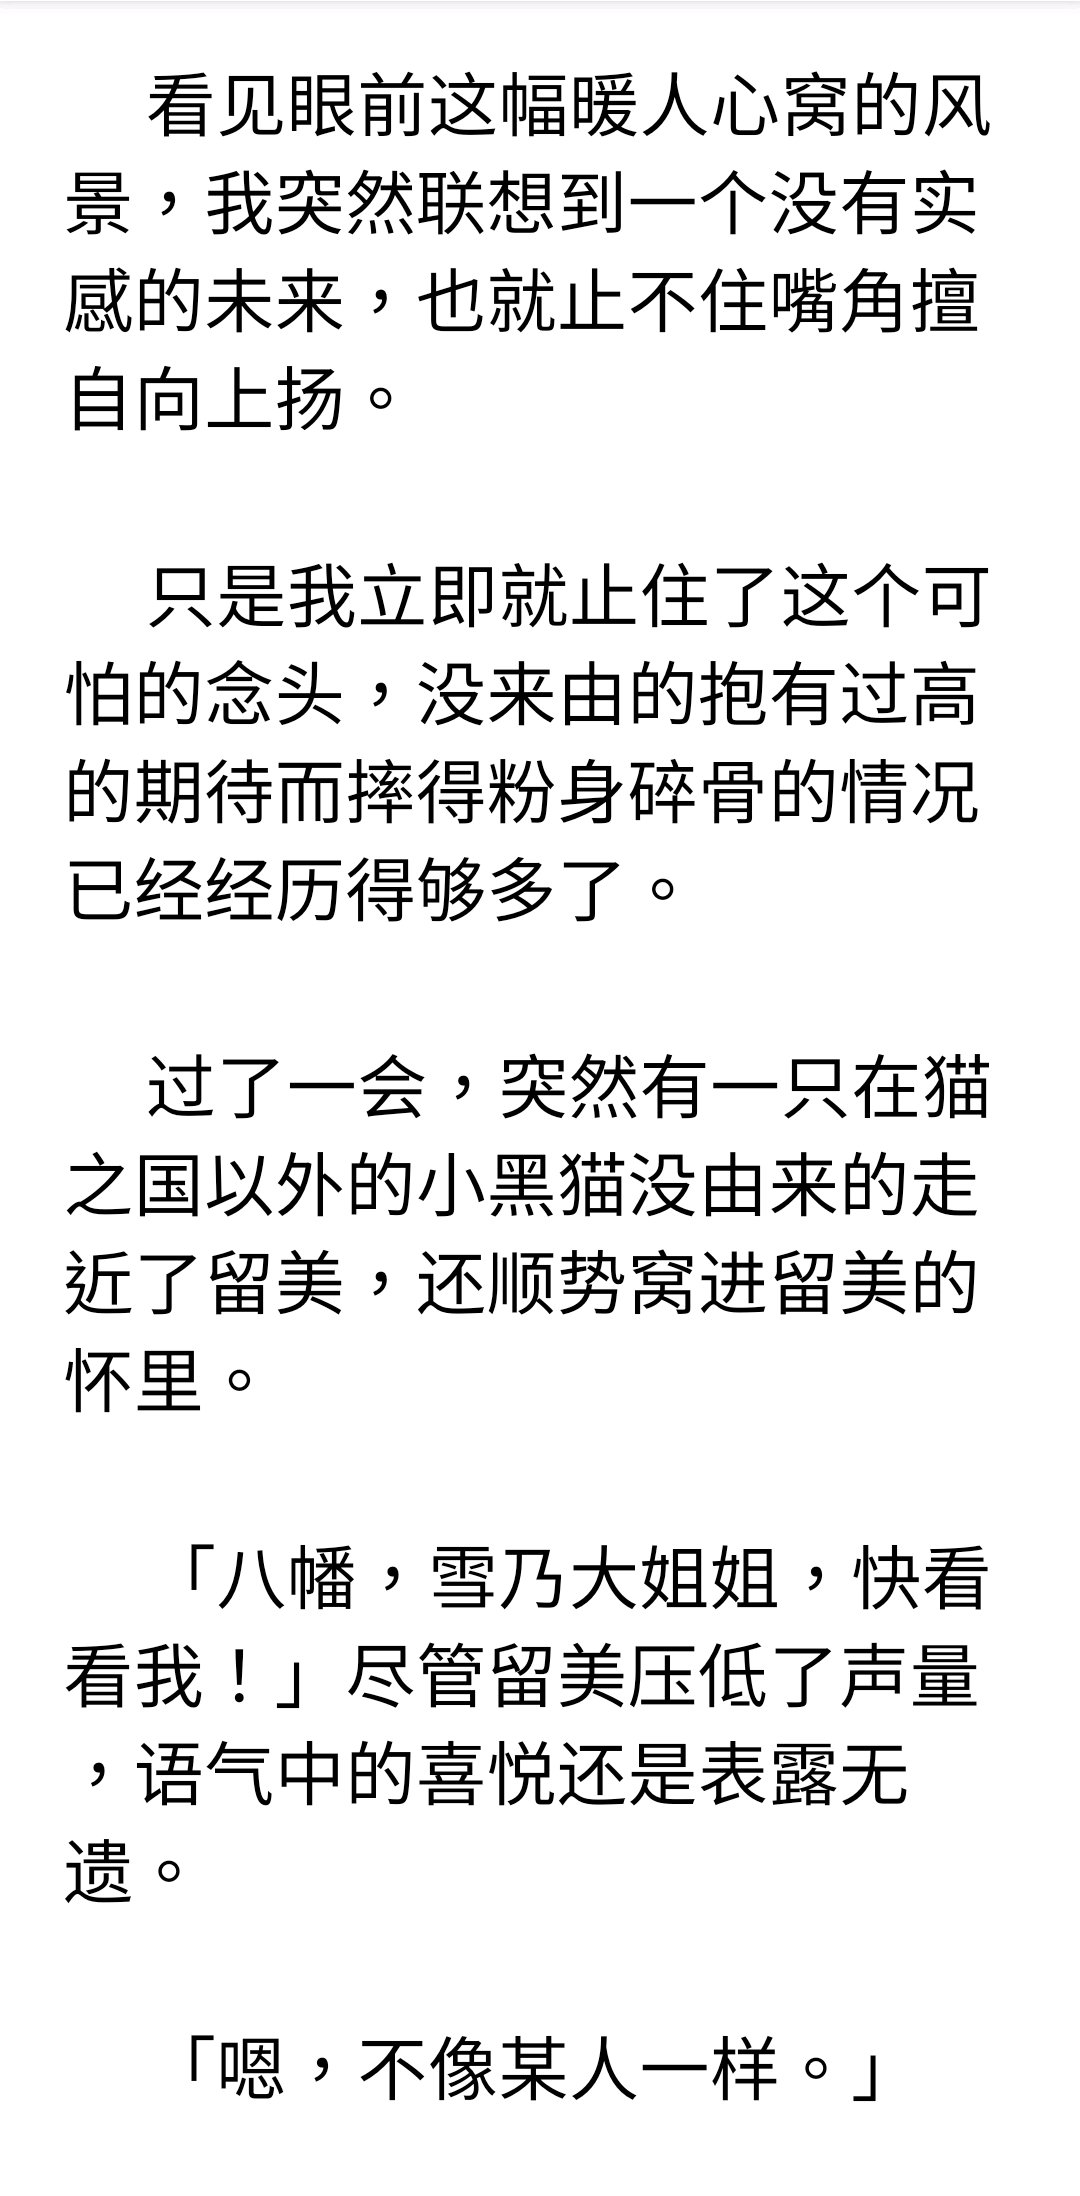 看见眼前这幅暖人心窝的风
景，我突然联想到一个没有实
感的未来，也就止不住嘴角擅
自向上扬。
只是我立即就止住了这个可
怕的念头，没来由的抱有过高
的期待而摔得粉身碎骨的情况
已经经历得够多了。
过了一会，突然有一只在猫
之国以外的小黑猫没由来的走
近了留美，还顺势窝进留美的
怀里。
「八幡，雪乃大姐姐，快看
看我！」尽管留美压低了声量
，语气中的喜悦还是表露无
遗。
「嗯，不像某人一样。」